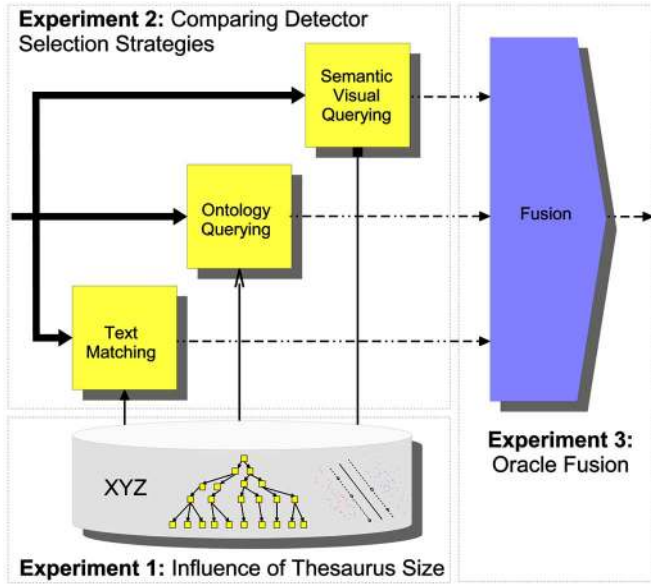 Experiment 2: Comparing Detector
Selection Strategies
Semantic
Visual
Querying
Ontology
Querying
Fusion
Text
Matching
Experiment 3:
Oracle Fusion
XYZ
Experiment 1: Influence of Thesaurus Size